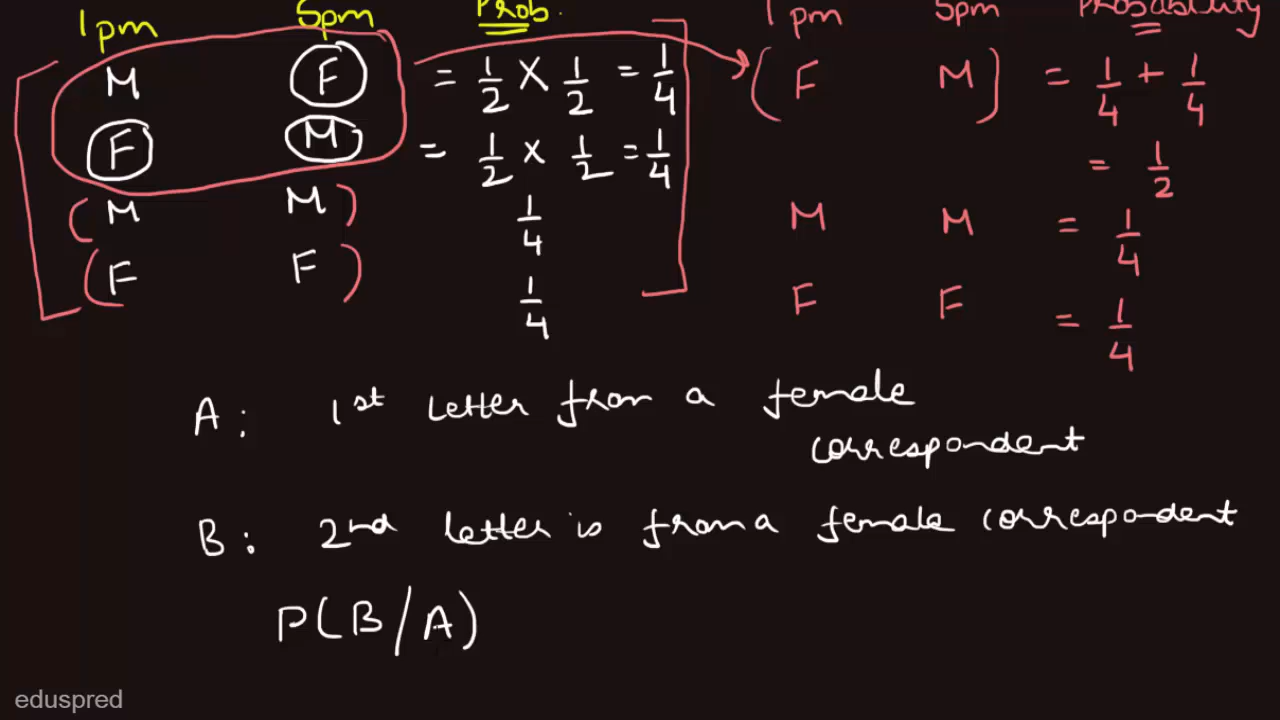 1pm 5pm Prob. 1pm 5pm Probability
M F = 1/2 X 1/2 = 1/4 ( F M ) = 1/4 + 1/4
F M = 1/2 x 1/2 = 1/4 = 1/2
( M M ) 1/4 M M = 1/4
( F F ) 1/4 F F = 1/4
A: 1st letter from a female
correspondent
B: 2nd letter is from a female correspondent
P(B/A)
eduspred